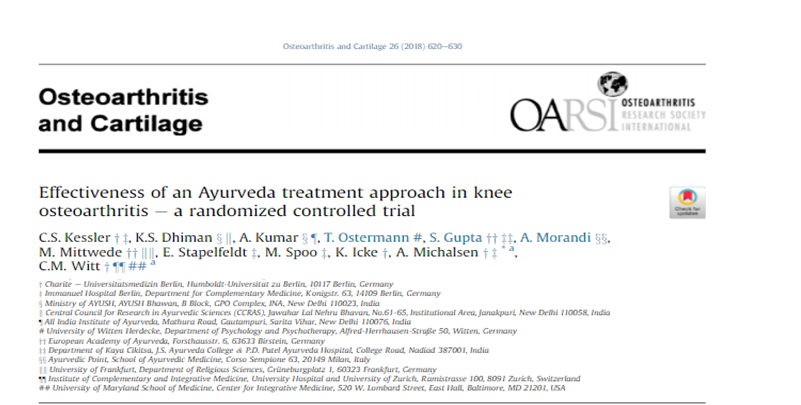 Osteoarthritis and Cartilage 26 (2018) 620–630
Osteoarthritis
and Cartilage
OARSI
OSTEOARTHRITIS
RESEARCH SOCIETY
INTERNATIONAL
Effectiveness of an Ayurveda treatment approach in knee
osteoarthritis – a randomized controlled trial
Check for
updates
C.S. Kessler † ‡, K.S. Dhiman § ‖, A. Kumar § ¶, T. Ostermann #, S. Gupta †† ‡‡, A. Morandi §§,
M. Mittwede †† ‖‖, E. Stapelfeldt ‡, M. Spoo ‡, K. Icke †, A. Michalsen † ‡ * a,
C.M. Witt † ¶¶ ## a
† Charité – Universitätsmedizin Berlin, Humboldt-Universität zu Berlin, 10117 Berlin, Germany
‡ Immanuel Hospital Berlin, Department for Complementary Medicine, Königstr. 63, 14109 Berlin, Germany
§ Ministry of AYUSH, AYUSH Bhawan, B Block, GPO Complex, INA, New Delhi 110023, India
‖ Central Council for Research in Ayurvedic Sciences (CCRAS), Jawahar Lal Nehru Bhavan, No.61-65, Institutional Area, Janakpuri, New Delhi 110058, India
¶ All India Institute of Ayurveda, Mathura Road, Gautampuri, Sarita Vihar, New Delhi 110076, India
# University of Witten Herdecke, Department of Psychology and Psychotherapy, Alfred-Herrhausen-Straße 50, Witten, Germany
†† European Academy of Ayurveda, Forsthausstr. 6, 63633 Birstein, Germany
‡‡ Department of Kaya Cikitsa, J.S. Ayurveda College & P.D. Patel Ayurveda Hospital, College Road, Nadiad 387001, India
§§ Ayurvedic Point, School of Ayurvedic Medicine, Corso Sempione 63, 20149 Milan, Italy
‖‖ University of Frankfurt, Department of Religious Sciences, Grüneburgplatz 1, 60323 Frankfurt, Germany
¶¶ Institute of Complementary and Integrative Medicine, University Hospital and University of Zurich, Rämistrasse 100, 8091 Zurich, Switzerland
## University of Maryland School of Medicine, Center for Integrative Medicine, 520 W. Lombard Street, East Hall, Baltimore, MD 21201, USA